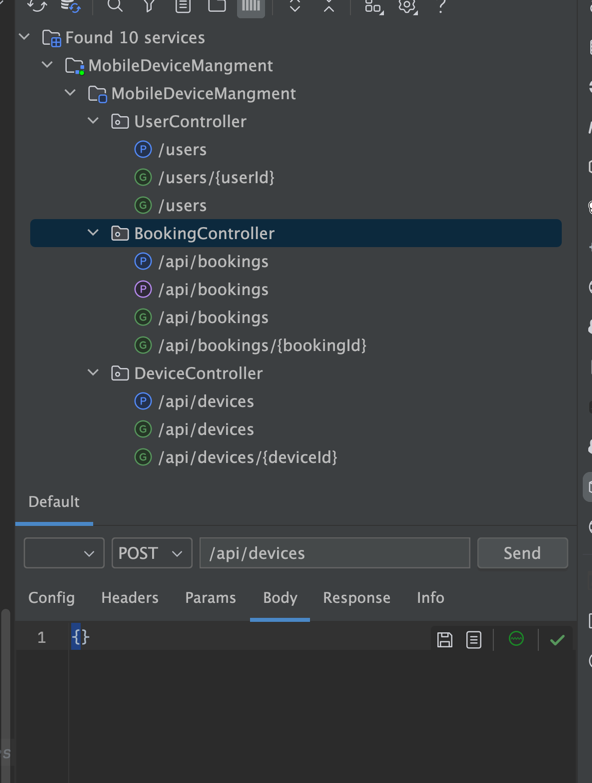 Found 10 services
MobileDeviceMangment
MobileDeviceMangment
UserController
P /users
G /users/{userId}
G /users
BookingController
P /api/bookings
P /api/bookings
G /api/bookings
G /api/bookings/{bookingId}
DeviceController
P /api/devices
G /api/devices
G /api/devices/{deviceId}
Default
POST /api/devices Send
Config Headers Params Body Response Info
1 {}